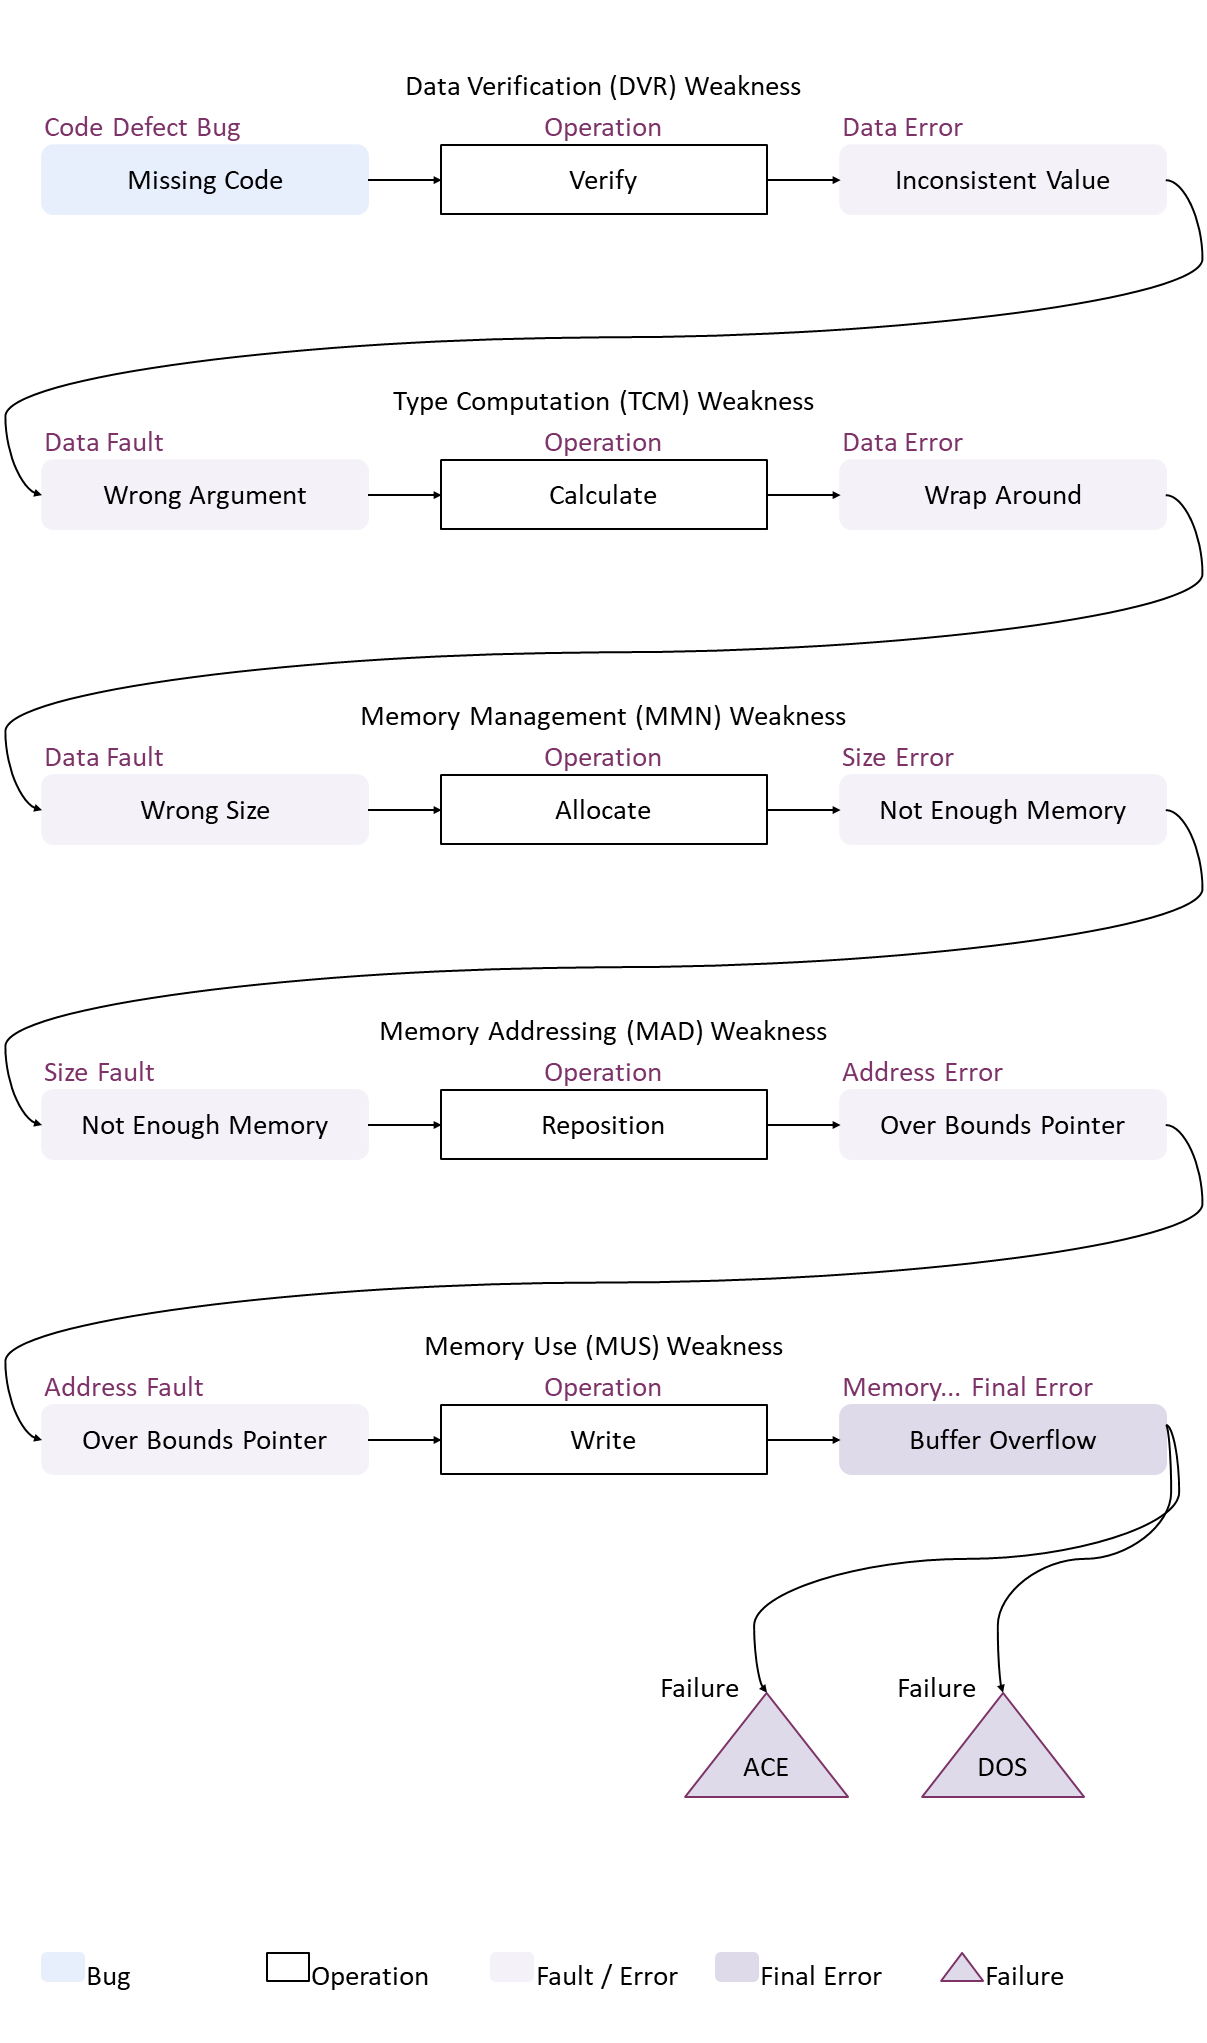 Data Verification (DVR) Weakness
Code Defect Bug Operation Data Error
Missing Code Verify Inconsistent Value
Type Computation (TCM) Weakness
Data Fault Operation Data Error
Wrong Argument Calculate Wrap Around
Memory Management (MMN) Weakness
Data Fault Operation Size Error
Wrong Size Allocate Not Enough Memory
Memory Addressing (MAD) Weakness
Size Fault Operation Address Error
Not Enough Memory Reposition Over Bounds Pointer
Memory Use (MUS) Weakness
Address Fault Operation Memory... Final Error
Over Bounds Pointer Write Buffer Overflow
Failure Failure
ACE DOS
Bug Operation Fault / Error Final Error Failure